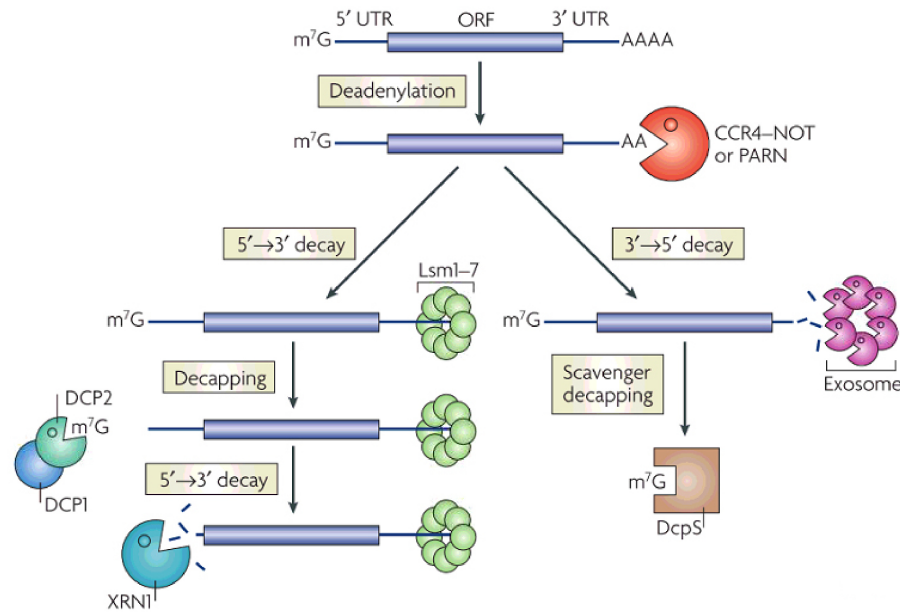 5′ UTR ORF 3′ UTR
m⁷G AAAA
Deadenylation
m⁷G AA
CCR4–NOT
or PARN
5′→3′ decay
3′→5′ decay
Lsm1–7
m⁷G
m⁷G
Exosome
Decapping
Scavenger
decapping
DCP2
m⁷G
DCP1
5′→3′ decay
m⁷G
DcpS
XRN1